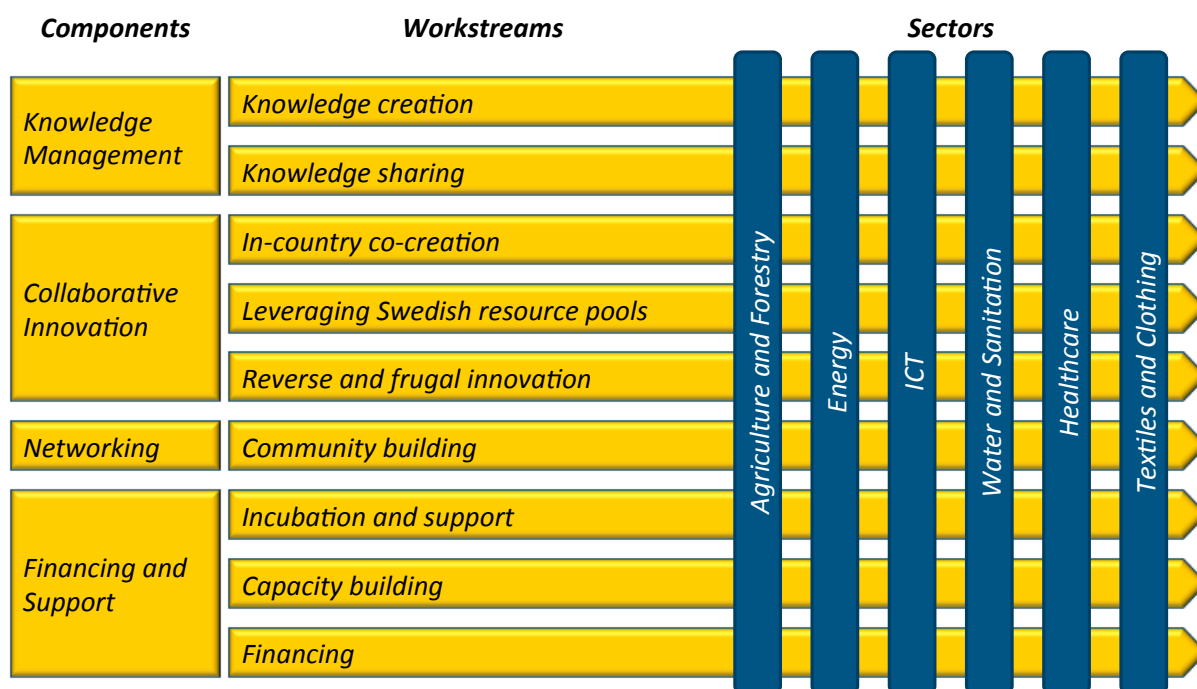 Components
Workstreams
Sectors
Knowledge
Management
Knowledge creation
Knowledge sharing
Collaborative
Innovation
In-country co-creation
Leveraging Swedish resource pools
Reverse and frugal innovation
Networking
Community building
Financing and
Support
Incubation and support
Capacity building
Financing
Agriculture and Forestry
Energy
ICT
Water and Sanitation
Healthcare
Textiles and Clothing